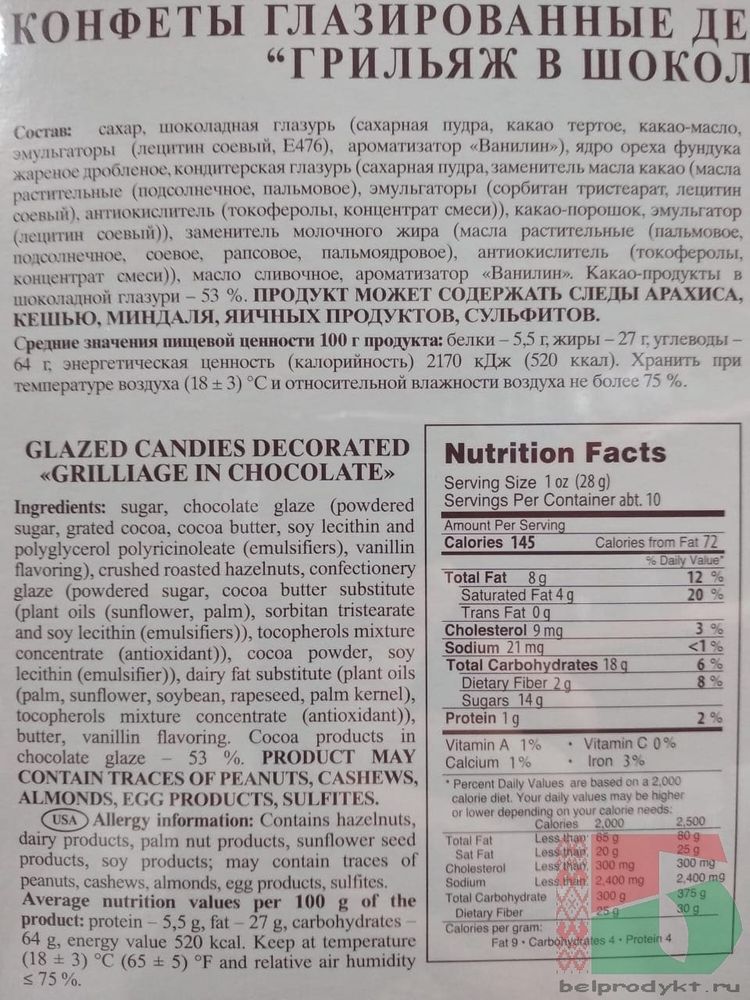 КОНФЕТЫ ГЛАЗИРОВАННЫЕ ДЕ
“ГРИЛЬЯЖ В ШОКОЛ
Состав: сахар, шоколадная глазурь (сахарная пудра, какао тертое, какао-масло,
эмульгаторы (лецитин соевый, Е476), ароматизатор «Ванилин»), ядро ореха фундука
жареное дробленое, кондитерская глазурь (сахарная пудра, заменитель масла какао (масла
растительные (подсолнечное, пальмовое), эмульгаторы (сорбитан тристеарат, лецитин
соевый), антиокислитель (токоферолы, концентрат смеси)), какао-порошок, эмульгатор
(лецитин соевый)), заменитель молочного жира (масла растительные (пальмовое,
подсолнечное, соевое, рапсовое, пальмоядровое), антиокислитель (токоферолы,
концентрат смеси)), масло сливочное, ароматизатор «Ванилин». Какао-продукты в
шоколадной глазури – 53 %. ПРОДУКТ МОЖЕТ СОДЕРЖАТЬ СЛЕДЫ АРАХИСА,
КЕШЬЮ, МИНДАЛЯ, ЯИЧНЫХ ПРОДУКТОВ, СУЛЬФИТОВ.
Средние значения пищевой ценности 100 г продукта: белки – 5,5 г, жиры – 27 г, углеводы –
64 г, энергетическая ценность (калорийность) 2170 кДж (520 ккал). Хранить при
температуре воздуха (18 ± 3) °С и относительной влажности воздуха не более 75 %.
GLAZED CANDIES DECORATED
«GRILLIAGE IN CHOCOLATE»
Ingredients: sugar, chocolate glaze (powdered
sugar, grated cocoa, cocoa butter, soy lecithin and
polyglycerol polyricinoleate (emulsifiers), vanillin
flavoring), crushed roasted hazelnuts, confectionery
glaze (powdered sugar, cocoa butter substitute
(plant oils (sunflower, palm), sorbitan tristearate
and soy lecithin (emulsifiers)), tocopherols mixture
concentrate (antioxidant)), cocoa powder, soy
lecithin (emulsifier)), dairy fat substitute (plant oils
(palm, sunflower, soybean, rapeseed, palm kernel),
tocopherols mixture concentrate (antioxidant)),
butter, vanillin flavoring. Cocoa products in
chocolate glaze – 53 %. PRODUCT MAY
CONTAIN TRACES OF PEANUTS, CASHEWS,
ALMONDS, EGG PRODUCTS, SULFITES.
USA Allergy information: Contains hazelnuts,
dairy products, palm nut products, sunflower seed
products, soy products; may contain traces of
peanuts, cashews, almonds, egg products, sulfites.
Average nutrition values per 100 g of the
product: protein – 5,5 g, fat – 27 g, carbohydrates –
64 g, energy value 520 kcal. Keep at temperature
(18 ± 3) °C (65 ± 5) °F and relative air humidity
≤ 75 %.
Nutrition Facts
Serving Size 1 oz (28 g)
Servings Per Container abt. 10
Amount Per Serving
Calories 145 Calories from Fat 72
% Daily Value*
Total Fat 8 g 12 %
Saturated Fat 4 g 20 %
Trans Fat 0 g
Cholesterol 9 mg 3 %
Sodium 21 mg <1 %
Total Carbohydrates 18 g 6 %
Dietary Fiber 2 g 8 %
Sugars 14 g
Protein 1 g 2 %
Vitamin A 1% • Vitamin C 0%
Calcium 1% • Iron 3%
* Percent Daily Values are based on a 2,000
calorie diet. Your daily values may be higher
or lower depending on your calorie needs:
Calories 2,000 2,500
Total Fat Less than 65 g 80 g
Sat Fat Less than 20 g 25 g
Cholesterol Less than 300 mg 300 mg
Sodium Less than 2,400 mg 2,400 mg
Total Carbohydrate 300 g 375 g
Dietary Fiber 25 g 30 g
Calories per gram:
Fat 9 • Carbohydrates 4 • Protein 4
belprodykt.ru